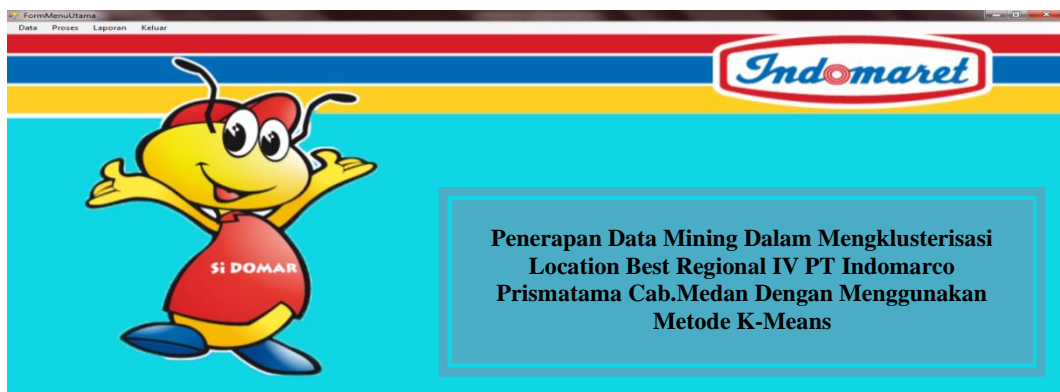 FormMenuUtama
Data Proses Laporan Keluar
Indomaret
Si DOMAR
Penerapan Data Mining Dalam Mengklusterisasi
Location Best Regional IV PT Indomarco
Prismatama Cab.Medan Dengan Menggunakan
Metode K-Means